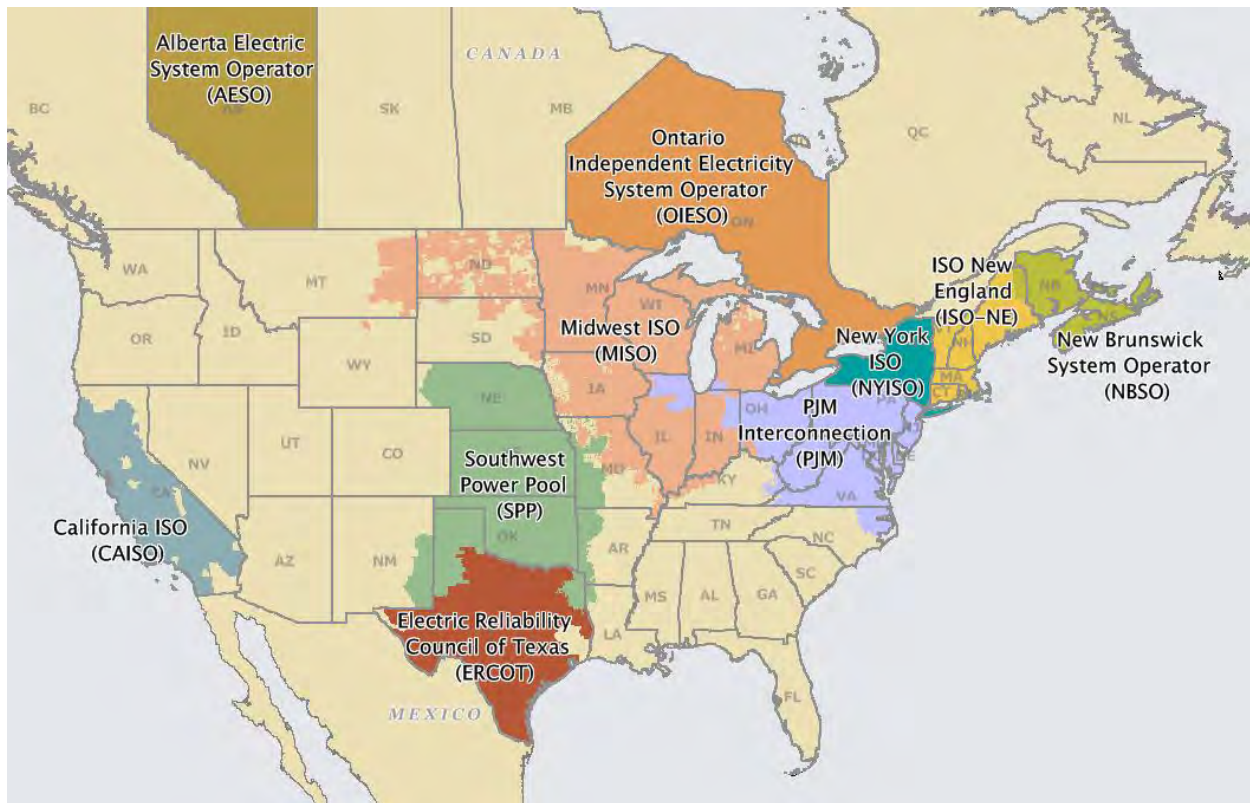 Alberta Electric
System Operator
(AESO)
CANADA
BC
SK
MB
QC
NL
Ontario
Independent Electricity
System Operator
(OIESO)
ON
WA
MT
ND
MN
WI
ISO New
England
(ISO-NE)
NB
NS
New Brunswick
System Operator
(NBSO)
OR
ID
SD
WY
Midwest ISO
(MISO)
MI
New York
ISO
(NYISO)
VT
NH
MA
CT
NE
IA
IL
IN
OH
PA
PJM
Interconnection
(PJM)
NJ
DE
NV
UT
CO
CA
Southwest
Power Pool
(SPP)
MO
KY
VA
California ISO
(CAISO)
AZ
NM
OK
AR
TN
NC
SC
MS
AL
GA
LA
FL
Electric Reliability
Council of Texas
(ERCOT)
MEXICO